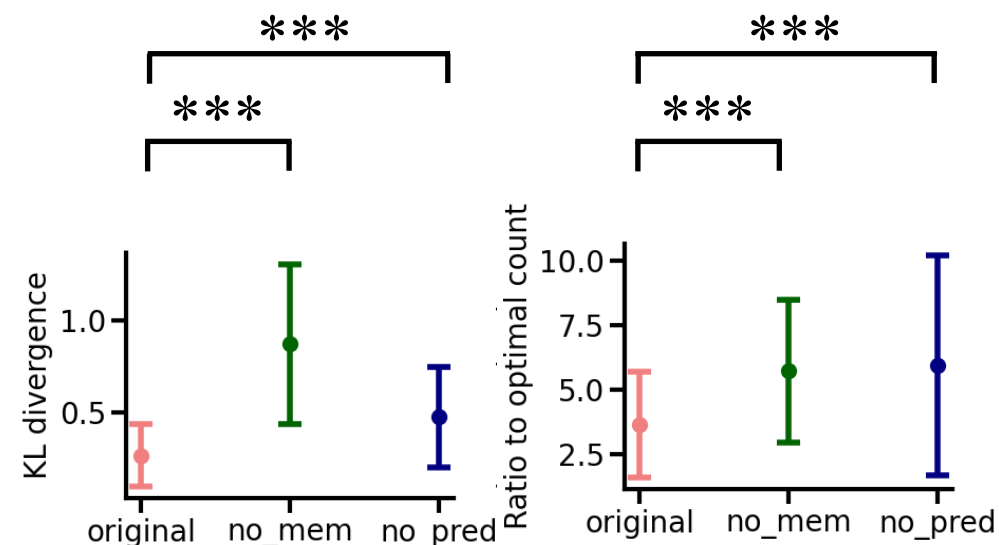 ***
***
KL divergence
1.0
0.5
original no_mem no_pred
***
***
Ratio to optimal count
10.0
7.5
5.0
2.5
original no_mem no_pred